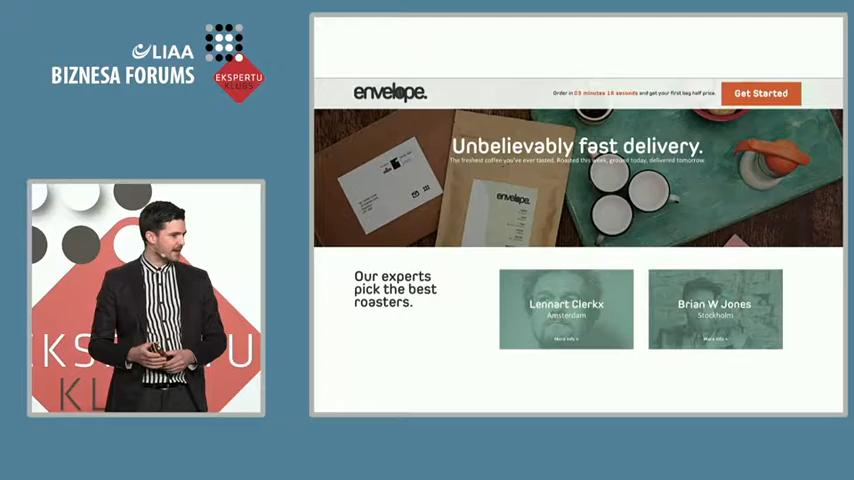 LIAA
BIZNESA FORUMS
EKSPERTU
KLUBS
envelope.
Order in 03 minutes 16 seconds and get your first bag half price.
Get Started
Unbelievably fast delivery.
The freshest coffee you've ever tasted. Roasted this week, ground today, delivered tomorrow.
envelope.
Our experts
pick the best
roasters.
Lennart Clerkx
Amsterdam
More info >
Brian W Jones
Stockholm
More info >
EKS
U
KL